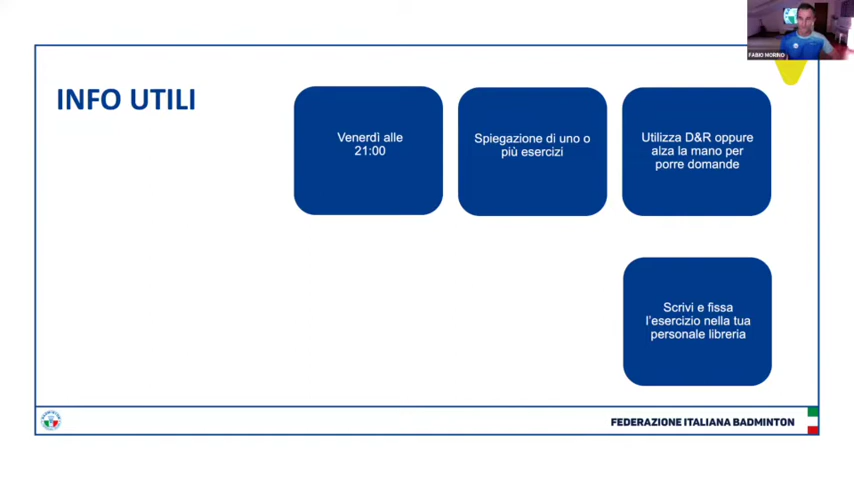 FABIO MORINO
INFO UTILI
Venerdì alle
21:00
Spiegazione di uno o
più esercizi
Utilizza D&R oppure
alza la mano per
porre domande
Scrivi e fissa
l'esercizio nella tua
personale libreria
FEDERAZIONE ITALIANA BADMINTON